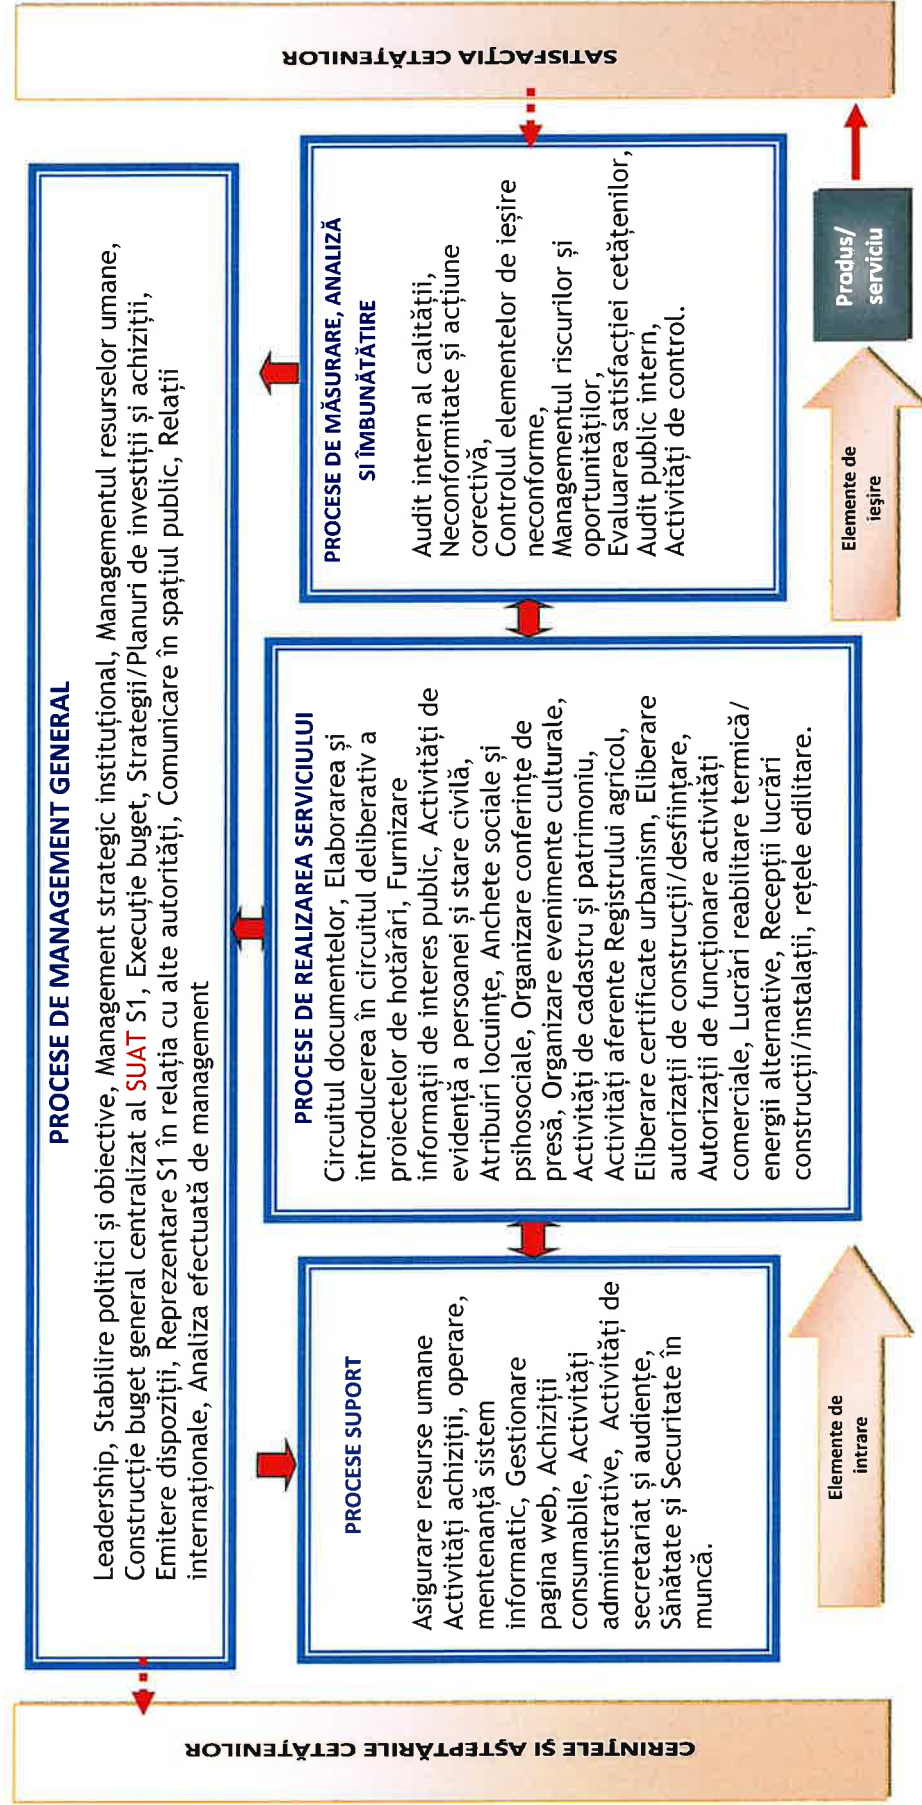 PROCESE DE MANAGEMENT GENERAL
Leadership, Stabilire politici și obiective, Management strategic instituțional, Managementul resurselor umane,
Construcție buget general centralizat al SUAT S1, Execuție buget, Strategii/Planuri de investiții și achiziții,
Emitere dispoziții, Reprezentare S1 în relația cu alte autorități, Comunicare în spațiul public, Relații
internaționale, Analiza efectuată de management
CERINȚELE ȘI AȘTEPTĂRILE CETĂȚENILOR
PROCESE SUPORT
Asigurare resurse umane
Activități achiziții, operare,
mentenanță sistem
informatic, Gestionare
pagina web, Achiziții
consumabile, Activități
administrative, Activități de
secretariat și audiențe,
Sănătate și Securitate în
muncă.
PROCESE DE REALIZAREA SERVICIULUI
Circuitul documentelor, Elaborarea și
introducerea în circuitul deliberativ a
proiectelor de hotărâri, Furnizare
informații de interes public, Activități de
evidență a persoanei și stare civilă,
Atribuiri locuințe, Anchete sociale și
psihosociale, Organizare conferințe de
presă, Organizare evenimente culturale,
Activități de cadastru și patrimoniu,
Activități aferente Registrului agricol,
Eliberare certificate urbanism, Eliberare
autorizații de construcții/desființare,
Autorizații de funcționare activități
comerciale, Lucrări reabilitare termică/
energii alternative, Recepții lucrări
construcții/instalații, rețele edilitare.
PROCESE DE MĂSURARE, ANALIZĂ
SI ÎMBUNĂTĂTIRE
Audit intern al calității,
Neconformitate și acțiune
corectivă,
Controlul elementelor de ieșire
neconforme,
Managementul riscurilor și
oportunităților,
Evaluarea satisfacției cetățenilor,
Audit public intern,
Activități de control.
SATISFACȚIA CETĂȚENILOR
Elemente de
intrare
Elemente de
ieșire
Produs/
serviciu